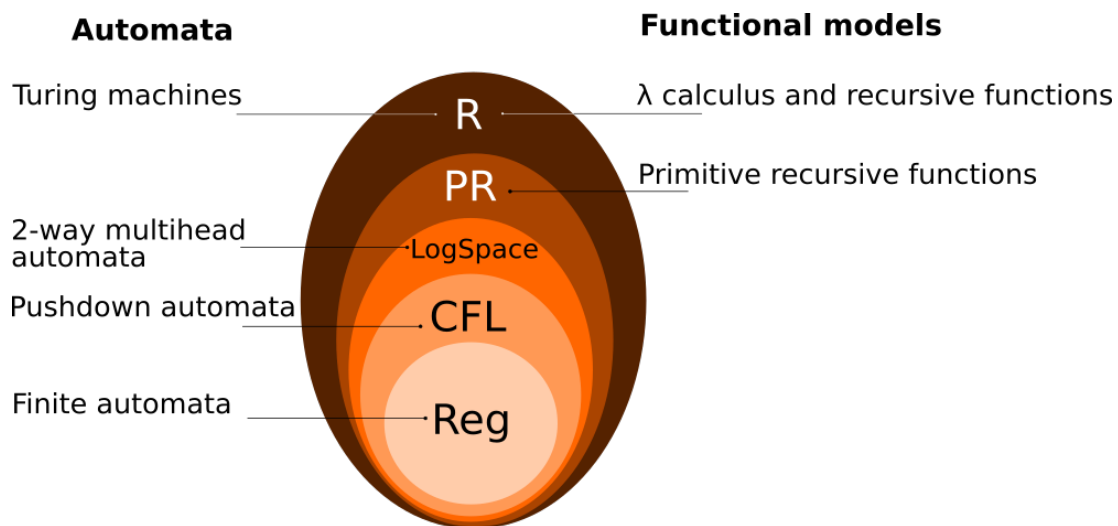 Automata
Functional models
Turing machines
R
λ calculus and recursive functions
PR
Primitive recursive functions
2-way multihead
automata
LogSpace
Pushdown automata
CFL
Finite automata
Reg